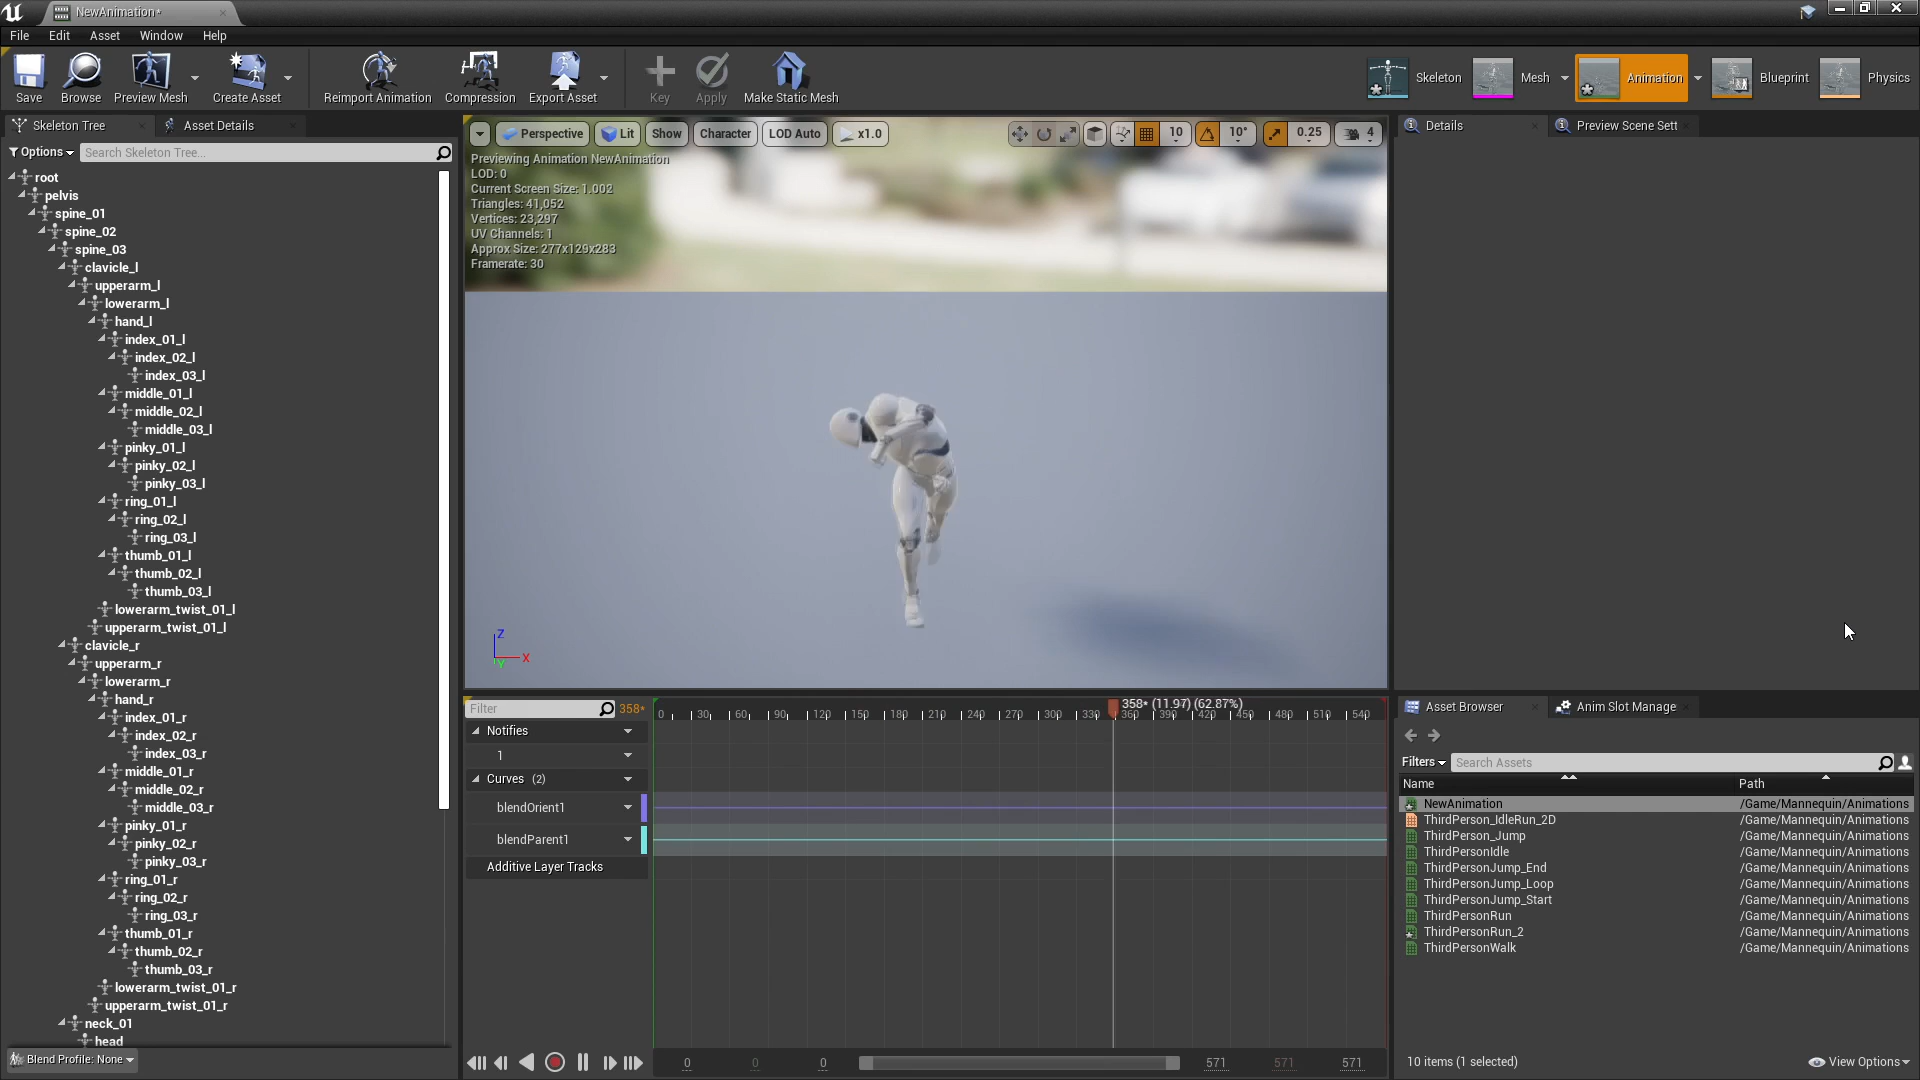 NewAnimation*
File Edit Asset Window Help
Save Browse Preview Mesh Create Asset Reimport Animation Compression Export Asset Key Apply Make Static Mesh
Skeleton Mesh Animation Blueprint Physics
Skeleton Tree Asset Details
Options Search Skeleton Tree...
root
pelvis
spine_01
spine_02
spine_03
clavicle_l
upperarm_l
lowerarm_l
hand_l
index_01_l
index_02_l
index_03_l
middle_01_l
middle_02_l
middle_03_l
pinky_01_l
pinky_02_l
pinky_03_l
ring_01_l
ring_02_l
ring_03_l
thumb_01_l
thumb_02_l
thumb_03_l
lowerarm_twist_01_l
upperarm_twist_01_l
clavicle_r
upperarm_r
lowerarm_r
hand_r
index_01_r
index_02_r
index_03_r
middle_01_r
middle_02_r
middle_03_r
pinky_01_r
pinky_02_r
pinky_03_r
ring_01_r
ring_02_r
ring_03_r
thumb_01_r
thumb_02_r
thumb_03_r
lowerarm_twist_01_r
upperarm_twist_01_r
neck_01
head
Blend Profile: None
Perspective Lit Show Character LOD Auto x1.0 10 10° 0.25 4
Previewing Animation NewAnimation
LOD: 0
Current Screen Size: 1.002
Triangles: 41,052
Vertices: 23,297
UV Channels: 1
Approx Size: 277x129x283
Framerate: 30
Z
X
Y
Filter 358*
358* (11.97) (62.87%)
0 30 60 90 120 150 180 210 240 270 300 330 360 390 420 450 480 510 540
Notifies
1
Curves (2)
blendOrient1
blendParent1
Additive Layer Tracks
0 0 0 571 571 571
Details Preview Scene Sett
Asset Browser Anim Slot Manage
Filters Search Assets
Name Path
NewAnimation /Game/Mannequin/Animations
ThirdPerson_IdleRun_2D /Game/Mannequin/Animations
ThirdPerson_Jump /Game/Mannequin/Animations
ThirdPersonIdle /Game/Mannequin/Animations
ThirdPersonJump_End /Game/Mannequin/Animations
ThirdPersonJump_Loop /Game/Mannequin/Animations
ThirdPersonJump_Start /Game/Mannequin/Animations
ThirdPersonRun /Game/Mannequin/Animations
ThirdPersonRun_2 /Game/Mannequin/Animations
ThirdPersonWalk /Game/Mannequin/Animations
10 items (1 selected) View Options